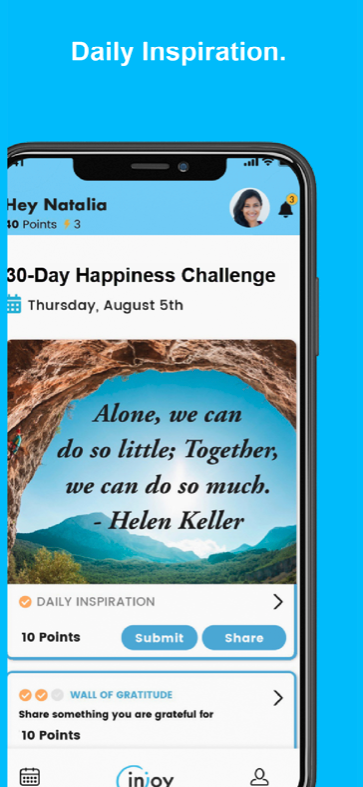 Daily Inspiration.
Hey Natalia
40 Points 3
3
30-Day Happiness Challenge
Thursday, August 5th
Alone, we can
do so little; Together,
we can do so much.
- Helen Keller
DAILY INSPIRATION
10 Points Submit Share
WALL OF GRATITUDE
Share something you are grateful for
10 Points
injoy